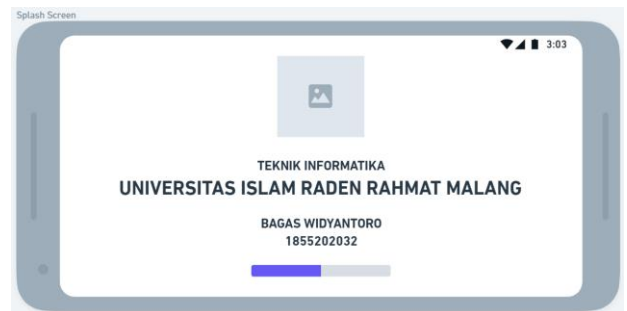 Splash Screen
3:03
TEKNIK INFORMATIKA
UNIVERSITAS ISLAM RADEN RAHMAT MALANG
BAGAS WIDYANTORO
1855202032